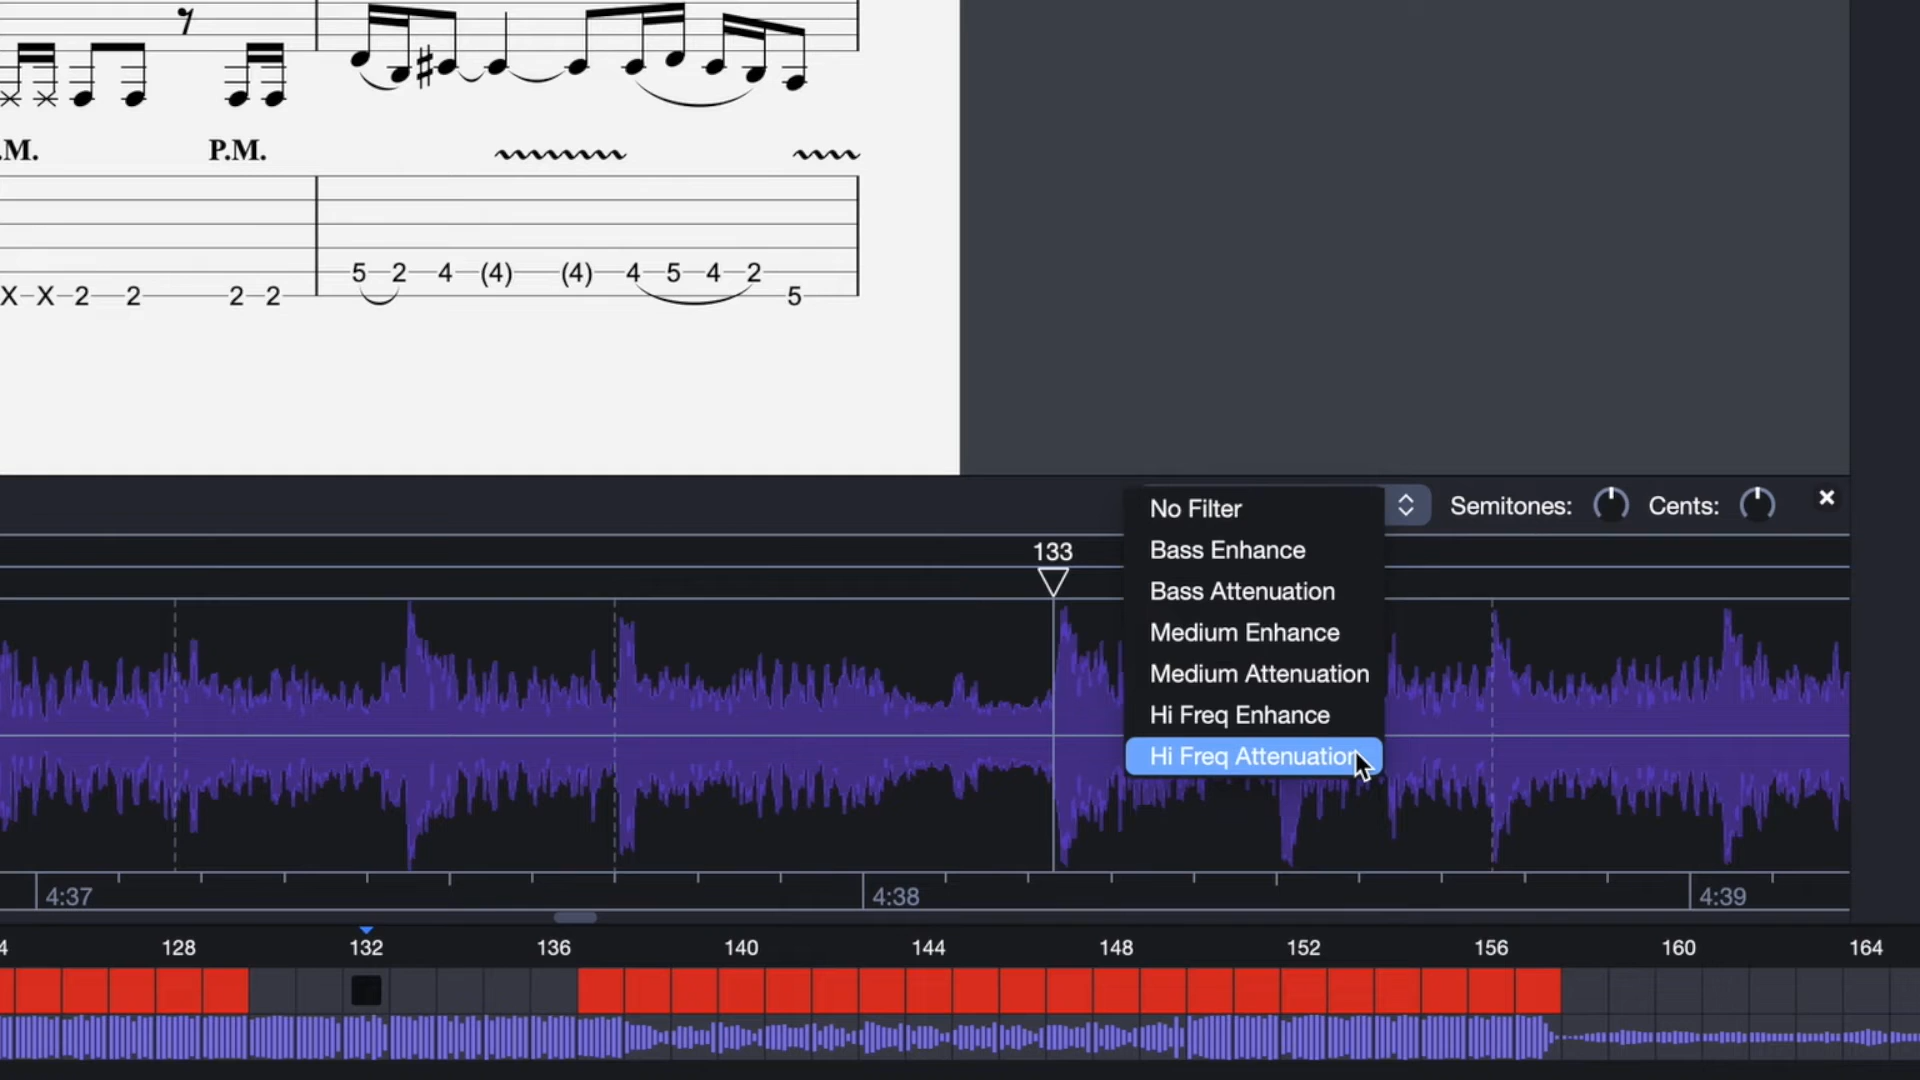 .M. P.M.
5 2 4 (4) (4) 4 5 4 2
X X 2 2 2 2 5
No Filter
Bass Enhance
Bass Attenuation
Medium Enhance
Medium Attenuation
Hi Freq Enhance
Hi Freq Attenuation
Semitones: Cents:
133
4:37 4:38 4:39
4 128 132 136 140 144 148 152 156 160 164